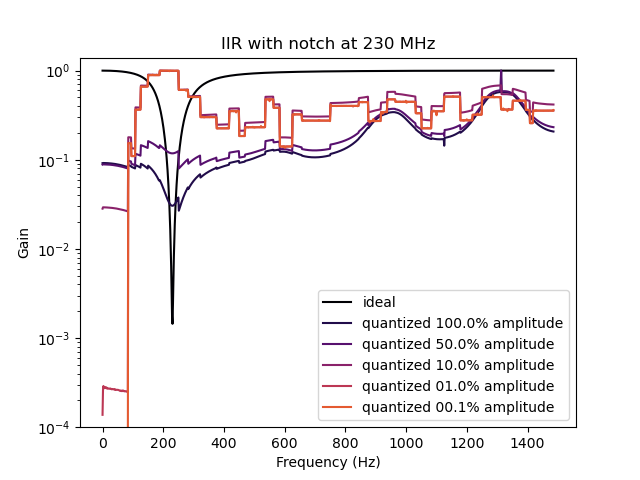 IIR with notch at 230 MHz
Gain
10⁰
10⁻¹
10⁻²
10⁻³
10⁻⁴
0 200 400 600 800 1000 1200 1400
Frequency (Hz)
ideal
quantized 100.0% amplitude
quantized 50.0% amplitude
quantized 10.0% amplitude
quantized 01.0% amplitude
quantized 00.1% amplitude